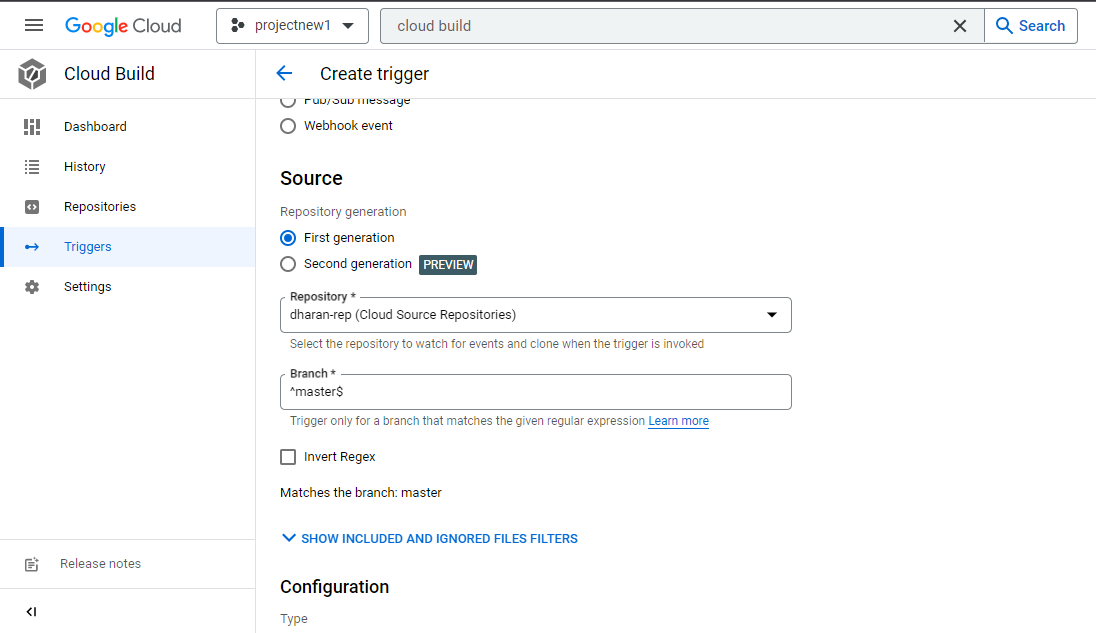 Google Cloud
projectnew1
cloud build
Search
Cloud Build
Create trigger
Dashboard
History
Repositories
Triggers
Settings
Release notes
Pub/Sub message
Webhook event
Source
Repository generation
First generation
Second generation PREVIEW
Repository *
dharan-rep (Cloud Source Repositories)
Select the repository to watch for events and clone when the trigger is invoked
Branch *
^master$
Trigger only for a branch that matches the given regular expression Learn more
Invert Regex
Matches the branch: master
SHOW INCLUDED AND IGNORED FILES FILTERS
Configuration
Type